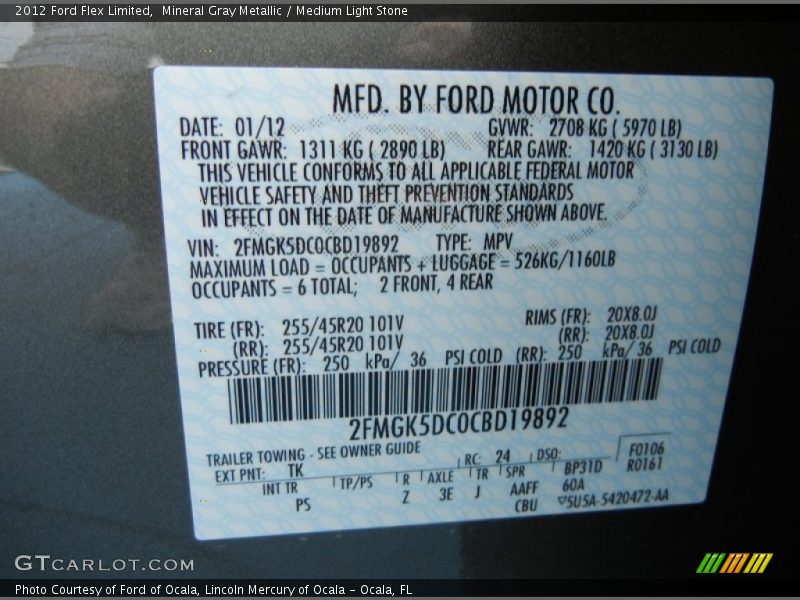 2012 Ford Flex Limited, Mineral Gray Metallic / Medium Light Stone
MFD. BY FORD MOTOR CO.
DATE: 01/12 GVWR: 2708 KG ( 5970 LB)
FRONT GAWR: 1311 KG ( 2890 LB) REAR GAWR: 1420 KG ( 3130 LB)
THIS VEHICLE CONFORMS TO ALL APPLICABLE FEDERAL MOTOR
VEHICLE SAFETY AND THEFT PREVENTION STANDARDS
IN EFFECT ON THE DATE OF MANUFACTURE SHOWN ABOVE.
VIN: 2FMGK5DC0CBD19892 TYPE: MPV
MAXIMUM LOAD = OCCUPANTS + LUGGAGE = 526KG/1160LB
OCCUPANTS = 6 TOTAL; 2 FRONT, 4 REAR
TIRE (FR): 255/45R20 101V RIMS (FR): 20X8.0J
(RR): 255/45R20 101V (RR): 20X8.0J
PRESSURE (FR): 250 kPa/ 36 PSI COLD (RR): 250 kPa/ 36 PSI COLD
2FMGK5DC0CBD19892
TRAILER TOWING - SEE OWNER GUIDE RC: 24 DSO: F0106
EXT PNT: TK R0161
INT TR TP/PS R AXLE TR SPR BP31D
PS Z 3E J AAFF 60A
CBU 5U5A-5420472-AA
GTCARLOT.COM
Photo Courtesy of Ford of Ocala, Lincoln Mercury of Ocala - Ocala, FL